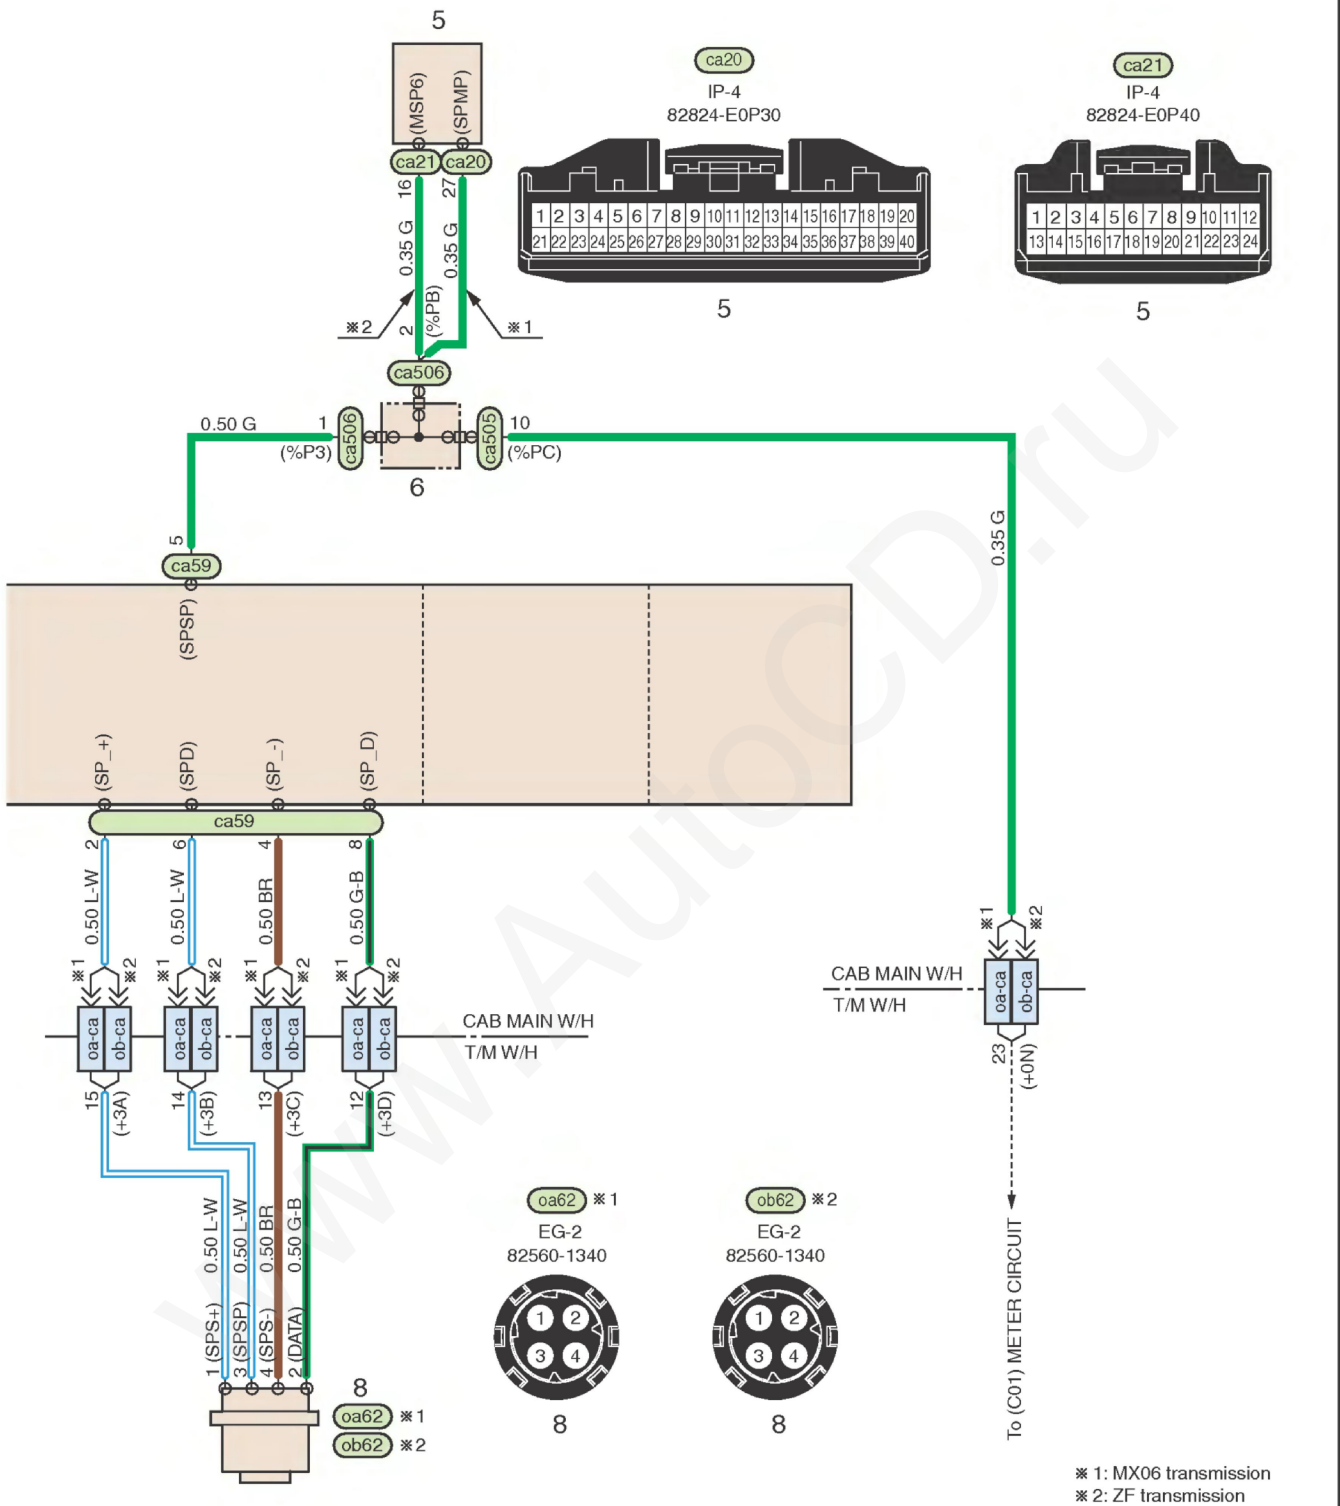 5
(MSP6)
(SPMP)
ca21
ca20
16
27
0.35 G
0.35 G
※2
2
(%PB)
※1
ca506
ca20
IP-4
82824-E0P30
1 2 3 4 5 6 7 8 9 10 11 12 13 14 15 16 17 18 19 20
21 22 23 24 25 26 27 28 29 30 31 32 33 34 35 36 37 38 39 40
5
ca21
IP-4
82824-E0P40
1 2 3 4 5 6 7 8 9 10 11 12
13 14 15 16 17 18 19 20 21 22 23 24
5
0.50 G
1
(%P3)
ca506
ca505
10
(%PC)
6
0.35 G
5
ca59
(SPSP)
(SP_+)
(SPD)
(SP_-)
(SP_D)
ca59
2
6
4
8
0.50 L-W
0.50 L-W
0.50 BR
0.50 G-B
※1
※2
※1
※2
※1
※2
※1
※2
oa-ca
ob-ca
oa-ca
ob-ca
oa-ca
ob-ca
oa-ca
ob-ca
CAB MAIN W/H
T/M W/H
15
(+3A)
14
(+3B)
13
(+3C)
12
(+3D)
※1
※2
CAB MAIN W/H
T/M W/H
oa-ca
ob-ca
23
(+0N)
To (C01) METER CIRCUIT
1 (SPS+)
0.50 L-W
3 (SPSP)
0.50 L-W
4 (SPS-)
0.50 BR
2 (DATA)
0.50 G-B
8
oa62 ※1
ob62 ※2
oa62 ※1
EG-2
82560-1340
1 2
3 4
8
ob62 ※2
EG-2
82560-1340
1 2
3 4
8
※1: MX06 transmission
※2: ZF transmission
www.AutoCD.ru